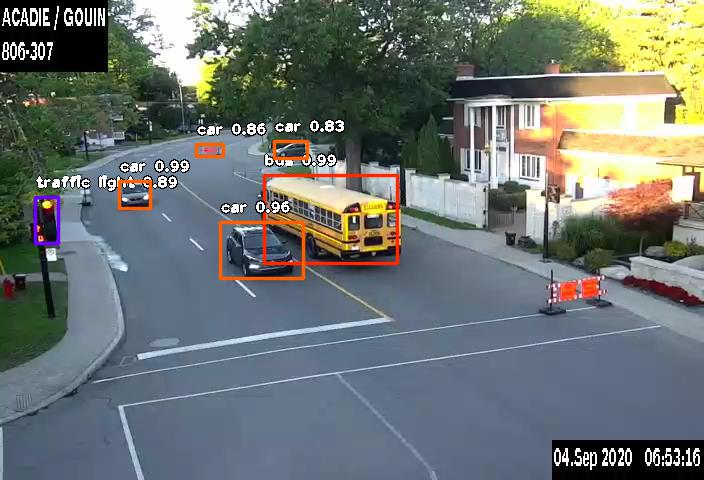 ACADIE / GOUIN
806-307
car 0.86
car 0.83
car 0.99
bus 0.99
traffic light 0.89
car 0.96
04.Sep 2020 06:53:16